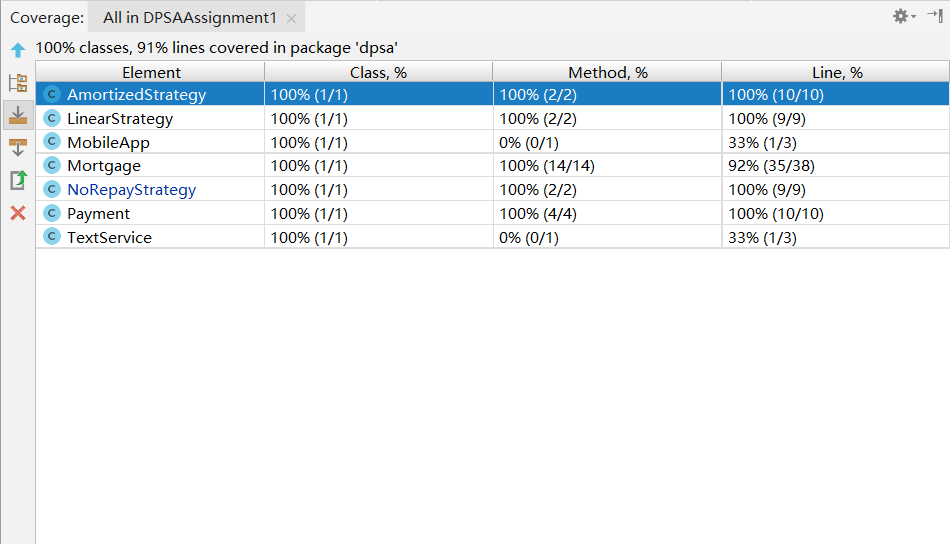 Coverage: All in DPSAAssignment1
100% classes, 91% lines covered in package 'dpsa'
Element Class, % Method, % Line, %
C AmortizedStrategy 100% (1/1) 100% (2/2) 100% (10/10)
C LinearStrategy 100% (1/1) 100% (2/2) 100% (9/9)
C MobileApp 100% (1/1) 0% (0/1) 33% (1/3)
C Mortgage 100% (1/1) 100% (14/14) 92% (35/38)
C NoRepayStrategy 100% (1/1) 100% (2/2) 100% (9/9)
C Payment 100% (1/1) 100% (4/4) 100% (10/10)
C TextService 100% (1/1) 0% (0/1) 33% (1/3)